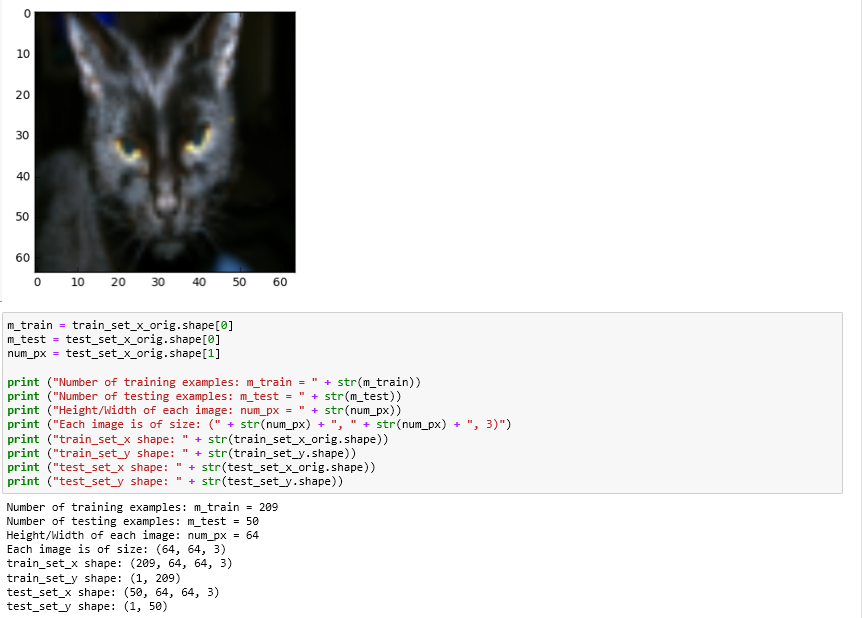 0
10
20
30
40
50
60
0 10 20 30 40 50 60
m_train = train_set_x_orig.shape[0]
m_test = test_set_x_orig.shape[0]
num_px = test_set_x_orig.shape[1]
print ("Number of training examples: m_train = " + str(m_train))
print ("Number of testing examples: m_test = " + str(m_test))
print ("Height/Width of each image: num_px = " + str(num_px))
print ("Each image is of size: (" + str(num_px) + ", " + str(num_px) + ", 3)")
print ("train_set_x shape: " + str(train_set_x_orig.shape))
print ("train_set_y shape: " + str(train_set_y.shape))
print ("test_set_x shape: " + str(test_set_x_orig.shape))
print ("test_set_y shape: " + str(test_set_y.shape))
Number of training examples: m_train = 209
Number of testing examples: m_test = 50
Height/Width of each image: num_px = 64
Each image is of size: (64, 64, 3)
train_set_x shape: (209, 64, 64, 3)
train_set_y shape: (1, 209)
test_set_x shape: (50, 64, 64, 3)
test_set_y shape: (1, 50)